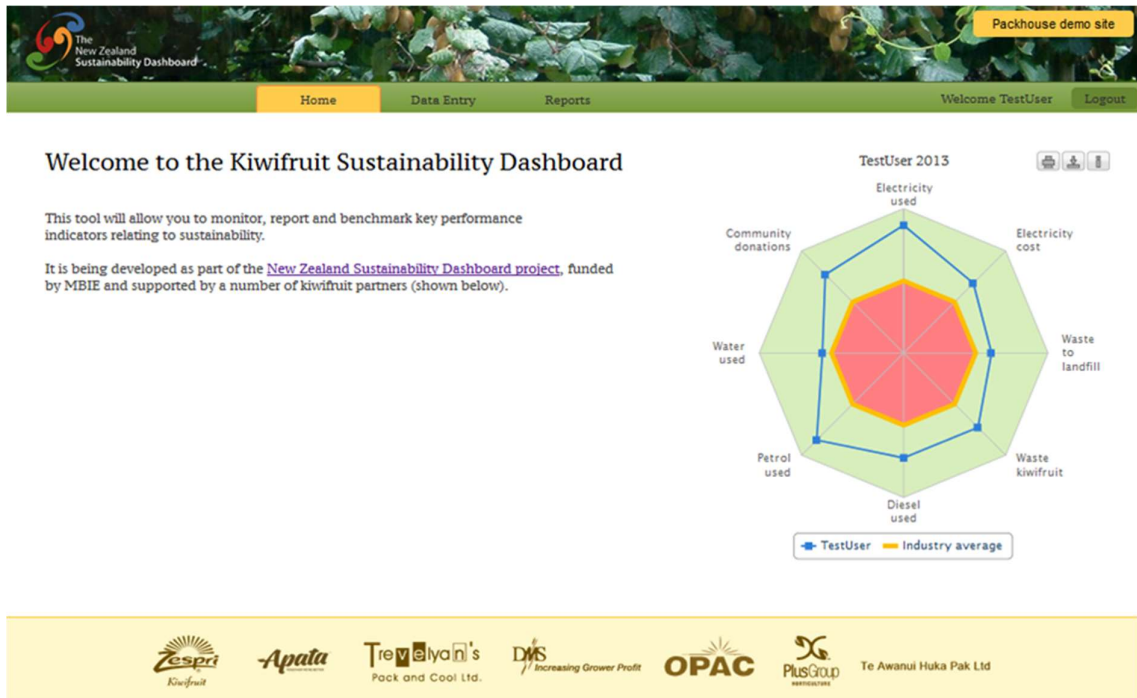 The
New Zealand
Sustainability Dashboard
Packhouse demo site
Home Data Entry Reports Welcome TestUser Logout
Welcome to the Kiwifruit Sustainability Dashboard
This tool will allow you to monitor, report and benchmark key performance
indicators relating to sustainability.
It is being developed as part of the New Zealand Sustainability Dashboard project, funded
by MBIE and supported by a number of kiwifruit partners (shown below).
TestUser 2013
Electricity
used
Electricity
cost
Waste
to
landfill
Waste
kiwifruit
Diesel
used
Petrol
used
Water
used
Community
donations
TestUser Industry average
Zespri
Kiwifruit
Apata
Trevelyan's
Pack and Cool Ltd.
DMS
Increasing Grower Profit
OPAC
PlusGroup
HORTICULTURE
Te Awanui Huka Pak Ltd